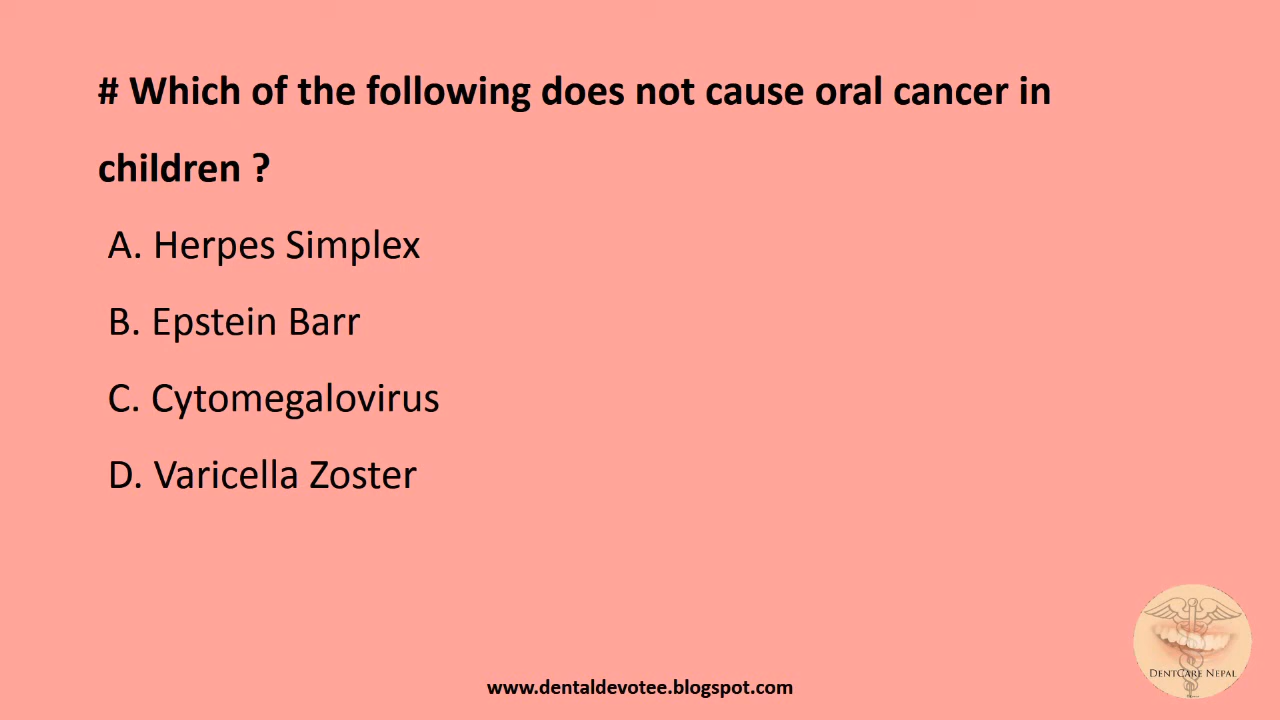 # Which of the following does not cause oral cancer in
children ?
A. Herpes Simplex
B. Epstein Barr
C. Cytomegalovirus
D. Varicella Zoster
DENTCARE NEPAL
www.dentaldevotee.blogspot.com